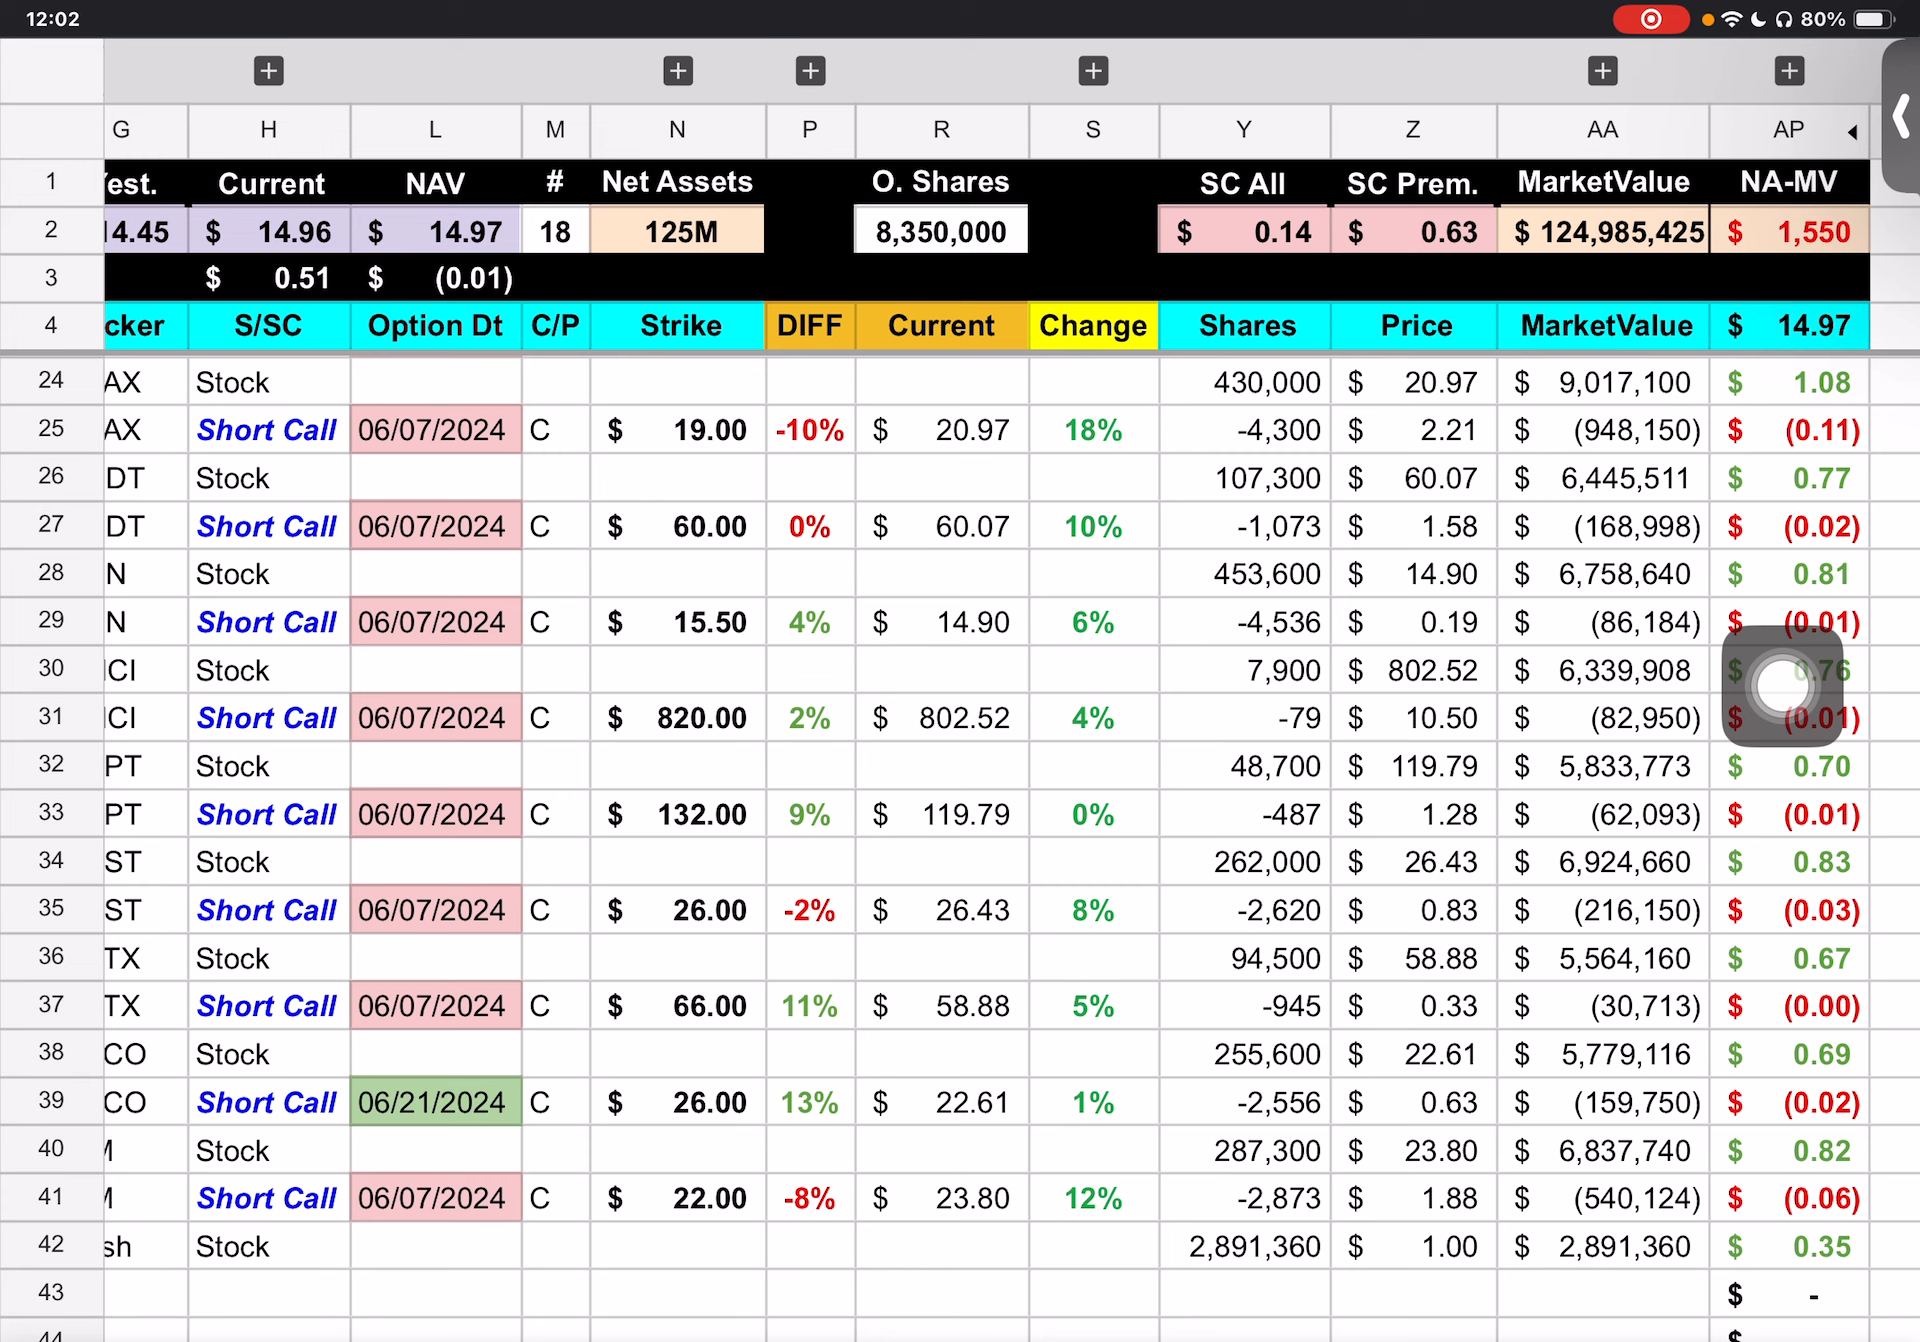 12:02 80%
G H L M N P R S Y Z AA AP
1 est. Current NAV # Net Assets O. Shares SC All SC Prem. MarketValue NA-MV
2 14.45 $ 14.96 $ 14.97 18 125M 8,350,000 $ 0.14 $ 0.63 $ 124,985,425 $ 1,550
3 $ 0.51 $ (0.01)
4 cker S/SC Option Dt C/P Strike DIFF Current Change Shares Price MarketValue $ 14.97
24 AX Stock 430,000 $ 20.97 $ 9,017,100 $ 1.08
25 AX Short Call 06/07/2024 C $ 19.00 -10% $ 20.97 18% -4,300 $ 2.21 $ (948,150) $ (0.11)
26 DT Stock 107,300 $ 60.07 $ 6,445,511 $ 0.77
27 DT Short Call 06/07/2024 C $ 60.00 0% $ 60.07 10% -1,073 $ 1.58 $ (168,998) $ (0.02)
28 N Stock 453,600 $ 14.90 $ 6,758,640 $ 0.81
29 N Short Call 06/07/2024 C $ 15.50 4% $ 14.90 6% -4,536 $ 0.19 $ (86,184) $ (0.01)
30 CI Stock 7,900 $ 802.52 $ 6,339,908 $ 0.76
31 CI Short Call 06/07/2024 C $ 820.00 2% $ 802.52 4% -79 $ 10.50 $ (82,950) $ (0.01)
32 PT Stock 48,700 $ 119.79 $ 5,833,773 $ 0.70
33 PT Short Call 06/07/2024 C $ 132.00 9% $ 119.79 0% -487 $ 1.28 $ (62,093) $ (0.01)
34 ST Stock 262,000 $ 26.43 $ 6,924,660 $ 0.83
35 ST Short Call 06/07/2024 C $ 26.00 -2% $ 26.43 8% -2,620 $ 0.83 $ (216,150) $ (0.03)
36 TX Stock 94,500 $ 58.88 $ 5,564,160 $ 0.67
37 TX Short Call 06/07/2024 C $ 66.00 11% $ 58.88 5% -945 $ 0.33 $ (30,713) $ (0.00)
38 CO Stock 255,600 $ 22.61 $ 5,779,116 $ 0.69
39 CO Short Call 06/21/2024 C $ 26.00 13% $ 22.61 1% -2,556 $ 0.63 $ (159,750) $ (0.02)
40 Stock 287,300 $ 23.80 $ 6,837,740 $ 0.82
41 Short Call 06/07/2024 C $ 22.00 -8% $ 23.80 12% -2,873 $ 1.88 $ (540,124) $ (0.06)
42 sh Stock 2,891,360 $ 1.00 $ 2,891,360 $ 0.35
43 $ -
44 $